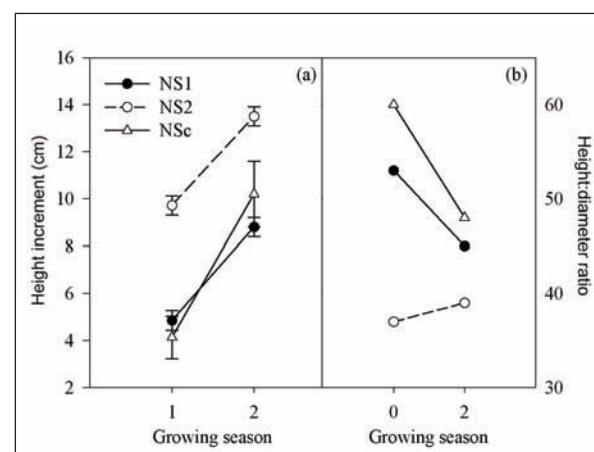 Height increment (cm)
16
14
12
10
8
6
4
2
NS1
NS2
NSc
(a)
1
2
Growing season
(b)
0
2
Growing season
60
50
40
30
Height:diameter ratio